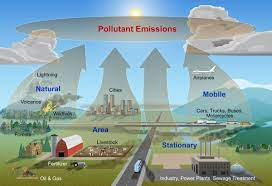 Pollutant Emissions
Lightning
Airplanes
Natural
Cities
Mobile
Volcanos
Wildfires
Cars, Trucks, Buses,
Motorcycles
Area
Livestock
Stationary
Fertilizer
Oil & Gas
Industry, Power Plants, Sewage Treatment